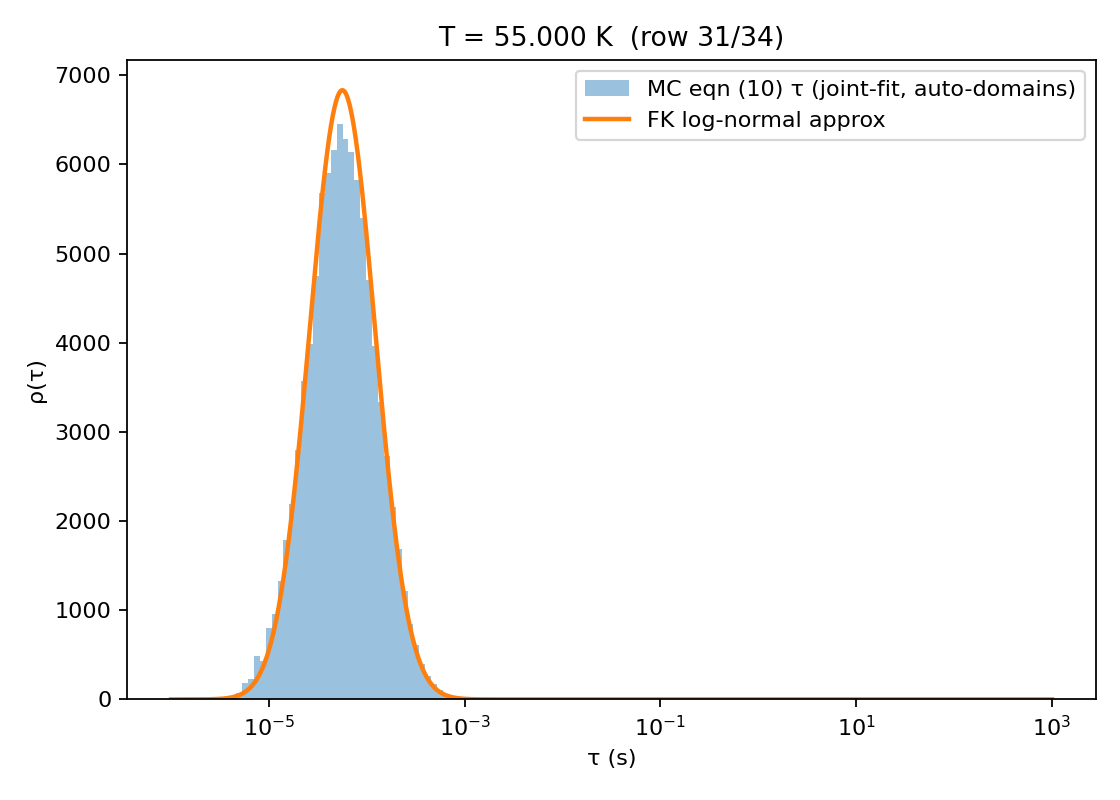 T = 55.000 K  (row 31/34)
MC eqn (10) τ (joint-fit, auto-domains)
FK log-normal approx
7000
6000
5000
4000
3000
2000
1000
0
ρ(τ)
10⁻⁵ 10⁻³ 10⁻¹ 10¹ 10³
τ (s)